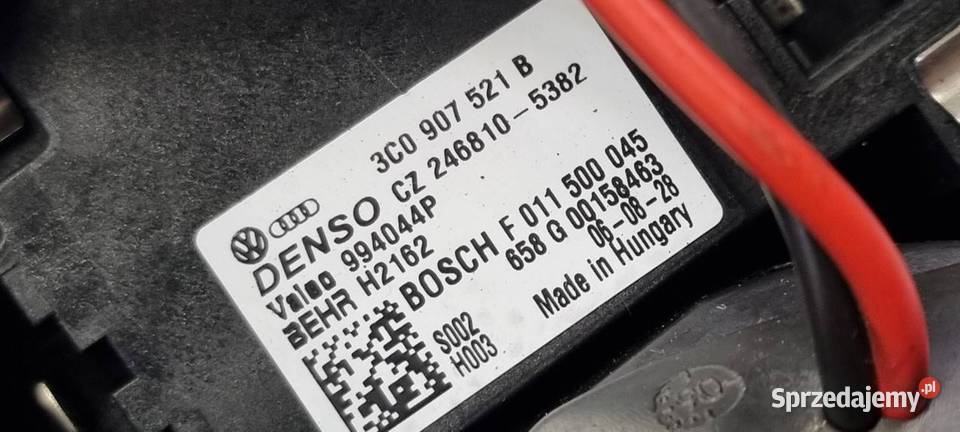 3C0 907 521 B
DENSO CZ 246810-5382
Valeo 994044P
BEHR H2162
BOSCH F 011 500 045
658 G 00158463
06-08-28
S002
H003
Made in Hungary
Sprzedajemy.pl